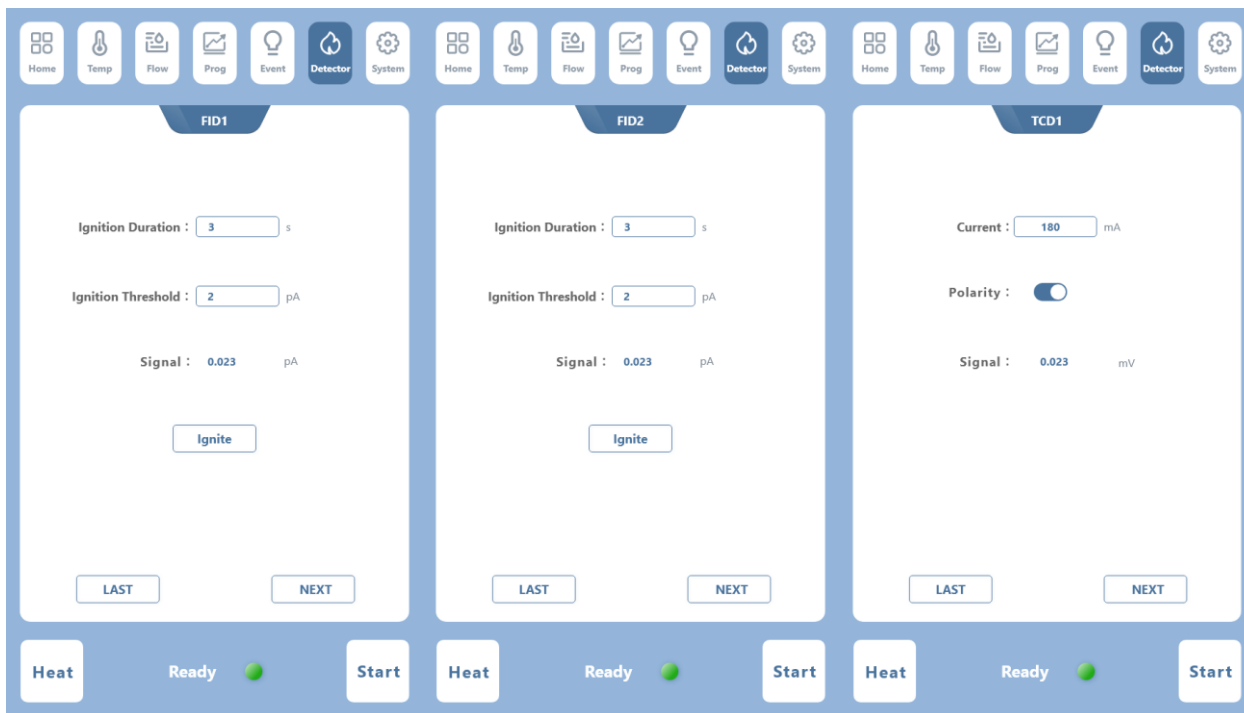 Home Temp Flow Prog Event Detector System
FID1
Ignition Duration： 3 s
Ignition Threshold： 2 pA
Signal： 0.023 pA
Ignite
LAST NEXT
Heat Ready Start
Home Temp Flow Prog Event Detector System
FID2
Ignition Duration： 3 s
Ignition Threshold： 2 pA
Signal： 0.023 pA
Ignite
LAST NEXT
Heat Ready Start
Home Temp Flow Prog Event Detector System
TCD1
Current： 180 mA
Polarity：
Signal： 0.023 mV
LAST NEXT
Heat Ready Start